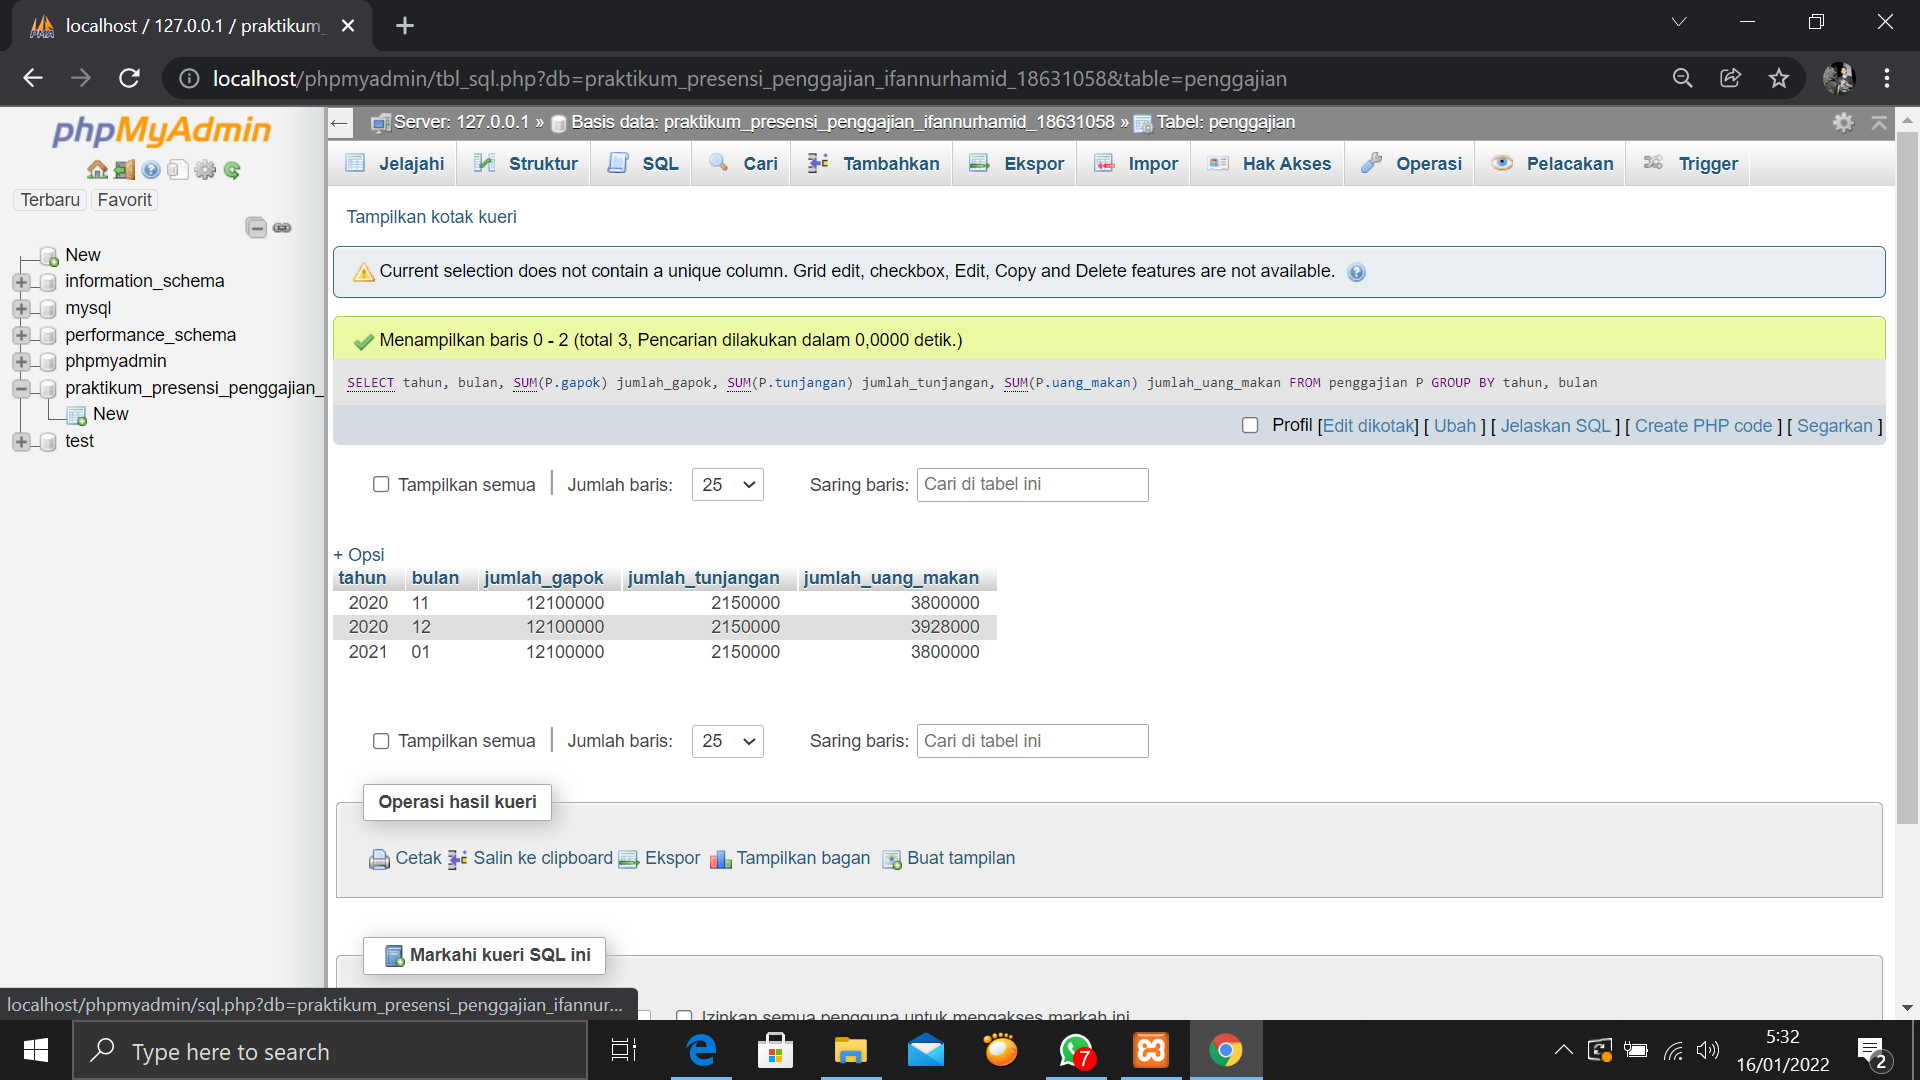 localhost / 127.0.0.1 / praktikum_
localhost/phpmyadmin/tbl_sql.php?db=praktikum_presensi_penggajian_ifannurhamid_18631058&table=penggajian
phpMyAdmin
Terbaru Favorit
New
information_schema
mysql
performance_schema
phpmyadmin
praktikum_presensi_penggajian_
New
test
Server: 127.0.0.1 » Basis data: praktikum_presensi_penggajian_ifannurhamid_18631058 » Tabel: penggajian
Jelajahi Struktur SQL Cari Tambahkan Ekspor Impor Hak Akses Operasi Pelacakan Trigger
Tampilkan kotak kueri
Current selection does not contain a unique column. Grid edit, checkbox, Edit, Copy and Delete features are not available.
Menampilkan baris 0 - 2 (total 3, Pencarian dilakukan dalam 0,0000 detik.)
SELECT tahun, bulan, SUM(P.gapok) jumlah_gapok, SUM(P.tunjangan) jumlah_tunjangan, SUM(P.uang_makan) jumlah_uang_makan FROM penggajian P GROUP BY tahun, bulan
Profil [Edit dikotak] [ Ubah ] [ Jelaskan SQL ] [ Create PHP code ] [ Segarkan ]
Tampilkan semua | Jumlah baris: 25 Saring baris: Cari di tabel ini
+ Opsi
tahun bulan jumlah_gapok jumlah_tunjangan jumlah_uang_makan
2020 11 12100000 2150000 3800000
2020 12 12100000 2150000 3928000
2021 01 12100000 2150000 3800000
Tampilkan semua | Jumlah baris: 25 Saring baris: Cari di tabel ini
Operasi hasil kueri
Cetak Salin ke clipboard Ekspor Tampilkan bagan Buat tampilan
Markahi kueri SQL ini
Izinkan semua pengguna untuk mengakses markah ini
localhost/phpmyadmin/sql.php?db=praktikum_presensi_penggajian_ifannur...
Type here to search
7
5:32
16/01/2022
2